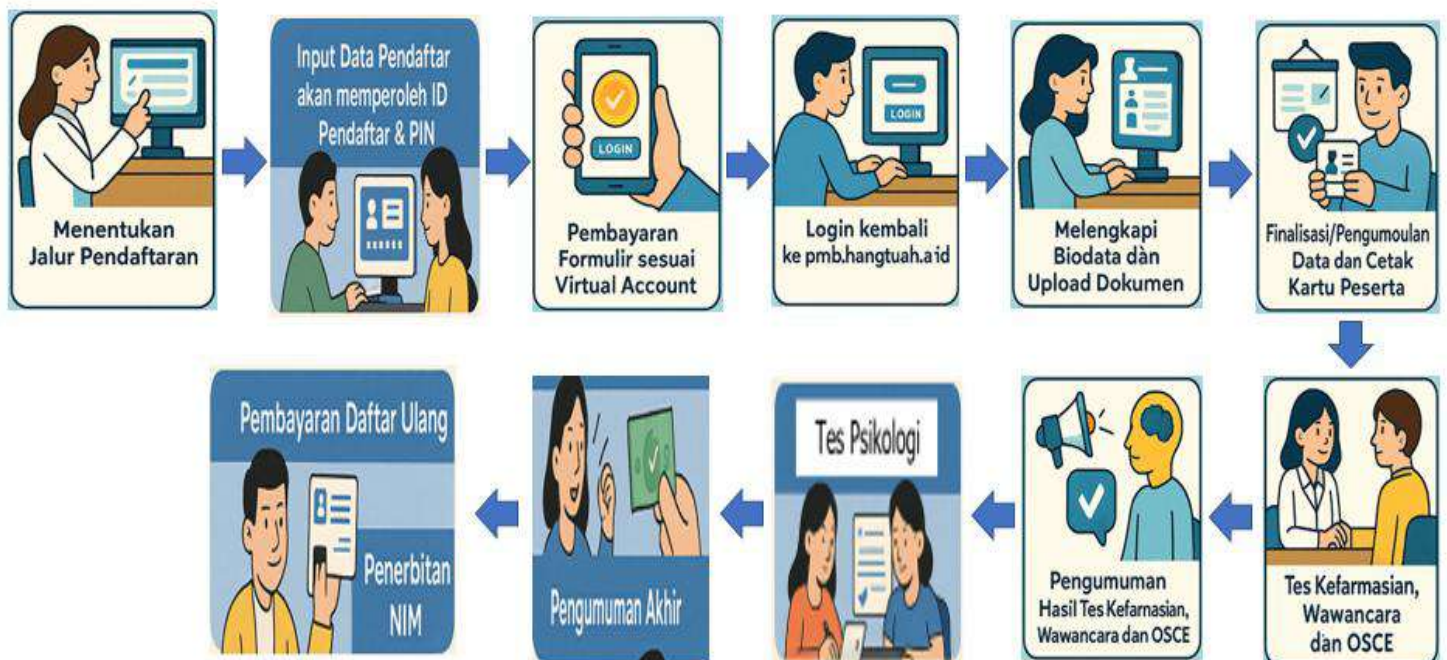 Menentukan
Jalur Pendaftaran
Input Data Pendaftar
akan memperoleh ID
Pendaftar & PIN
LOGIN
Pembayaran
Formulir sesuai
Virtual Account
LOGIN
Login kembali
ke pmb.hangtuah.a id
Melengkapi
Biodata dàn
Upload Dokumen
Finalisasi/Pengumoulan
Data dan Cetak
Kartu Peserta
Tes Kefarmasian,
Wawancara
dan OSCE
Pengumuman
Hasil Tes Kefarnasian,
Wawancara dan OSCE
Tes Psikologi
Pengumuman Akhir
Pembayaran Daftar Ulang
Penerbitan
NIM